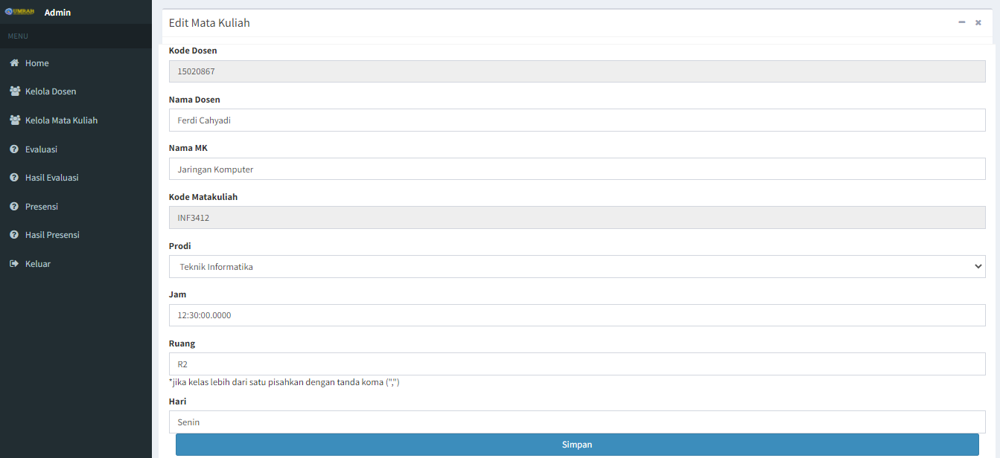 UMRAH Admin
MENU
Home
Kelola Dosen
Kelola Mata Kuliah
Evaluasi
Hasil Evaluasi
Presensi
Hasil Presensi
Keluar
Edit Mata Kuliah
Kode Dosen
15020867
Nama Dosen
Ferdi Cahyadi
Nama MK
Jaringan Komputer
Kode Matakuliah
INF3412
Prodi
Teknik Informatika
Jam
12:30:00.0000
Ruang
R2
*jika kelas lebih dari satu pisahkan dengan tanda koma (",")
Hari
Senin
Simpan